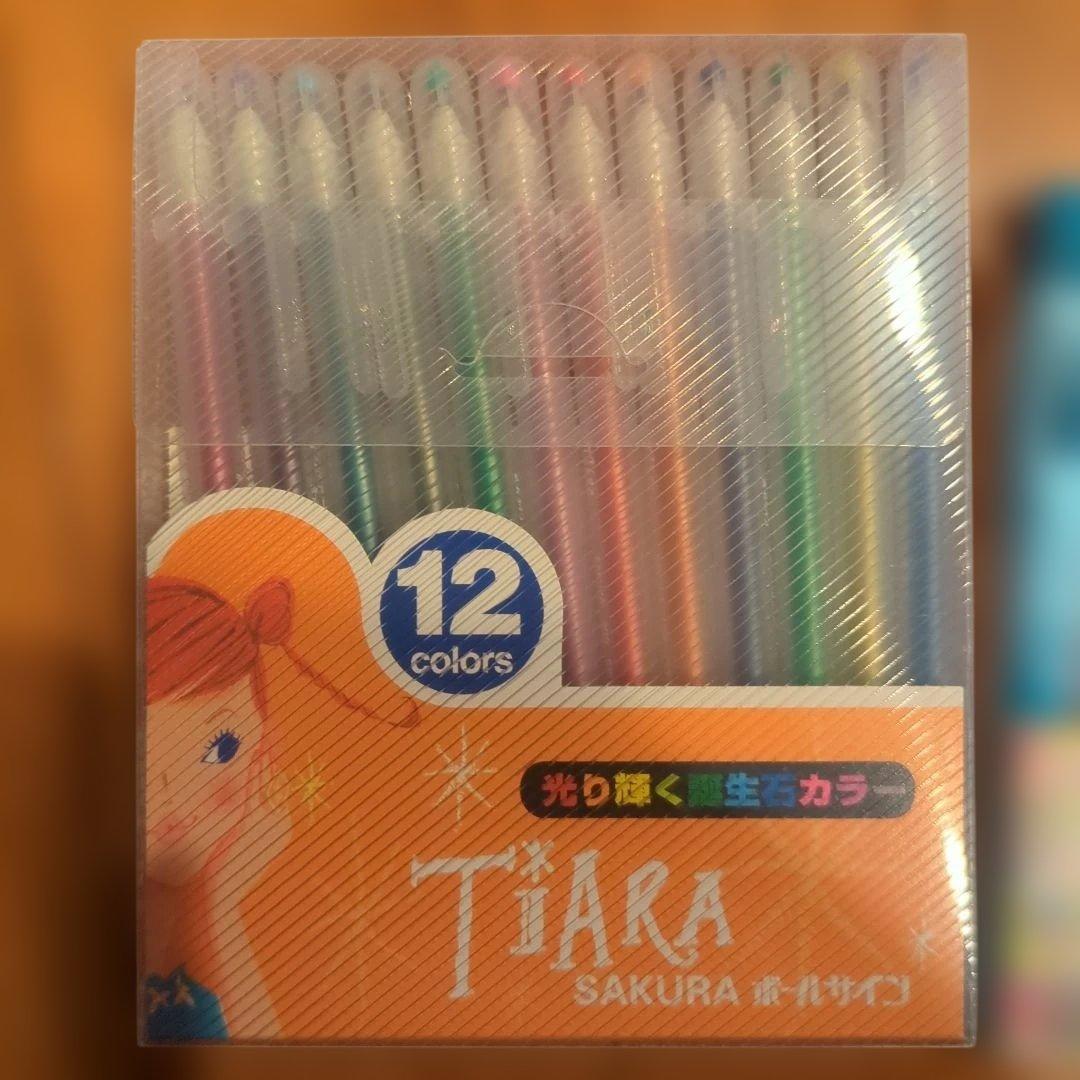 12
colors
光り輝く誕生石カラー
TiARA
SAKURA ボールサイン